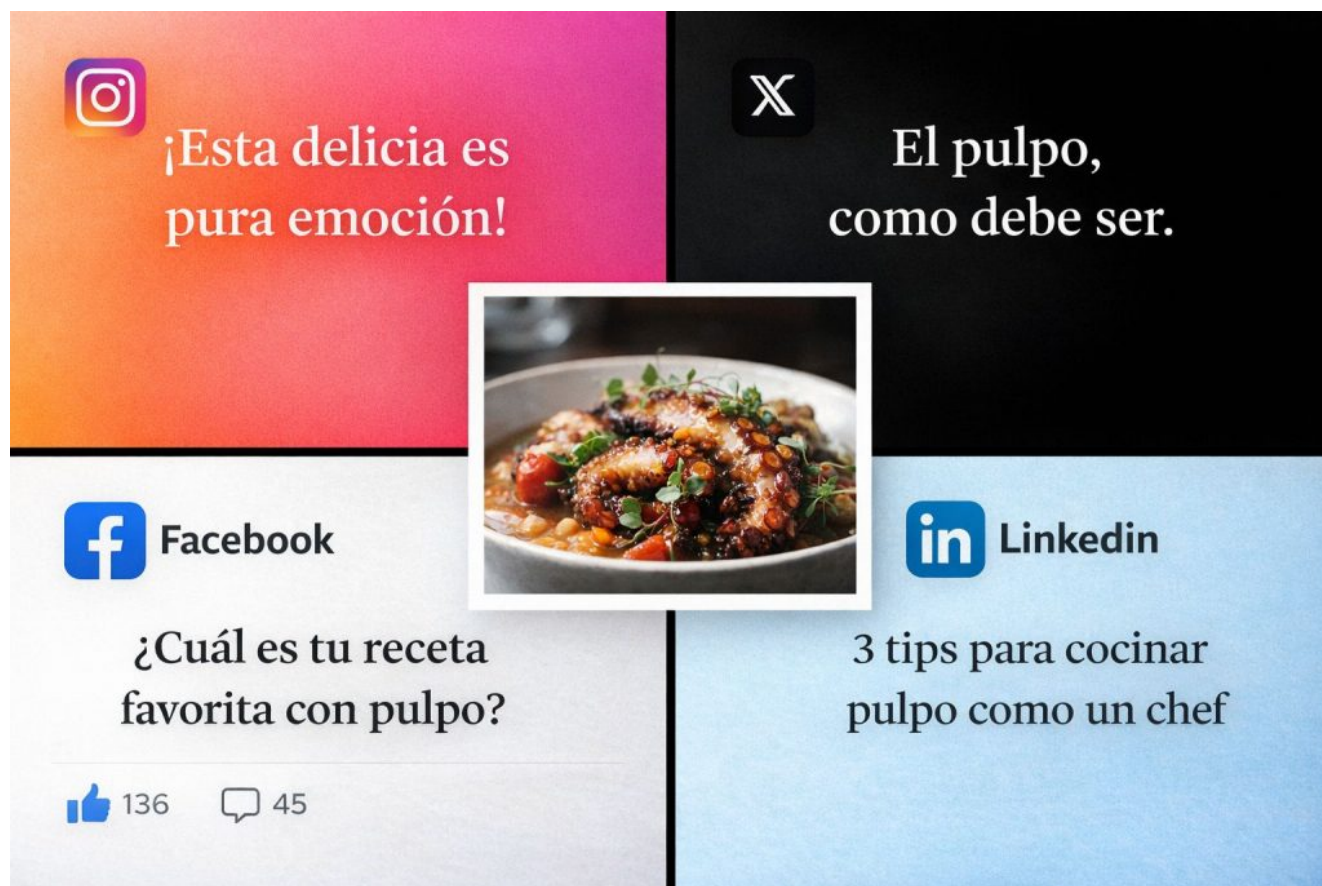 ¡Esta delicia es
pura emoción!
X
El pulpo,
como debe ser.
f Facebook
¿Cuál es tu receta
favorita con pulpo?
136 45
in Linkedin
3 tips para cocinar
pulpo como un chef